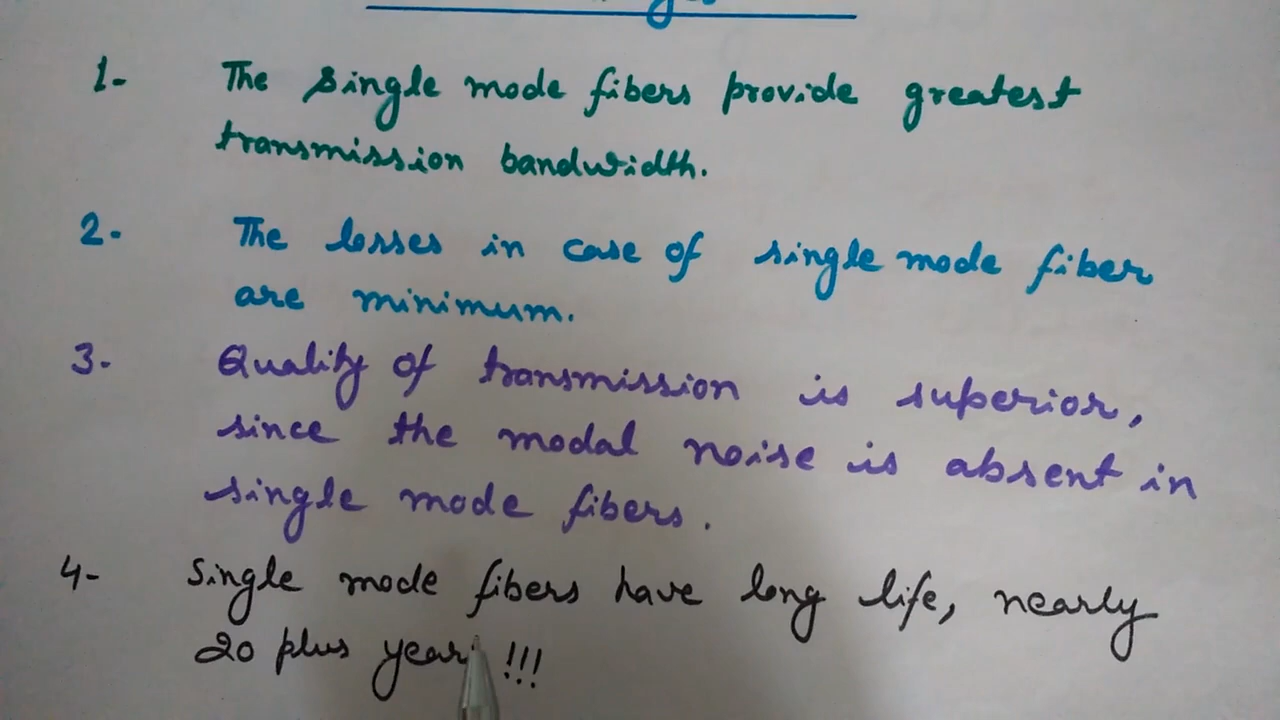 1- The single mode fibers provide greatest
transmission bandwidth.
2- The losses in case of single mode fiber
are minimum.
3- Quality of transmission is superior,
since the modal noise is absent in
single mode fibers.
4- Single mode fibers have long life, nearly
20 plus year !!!